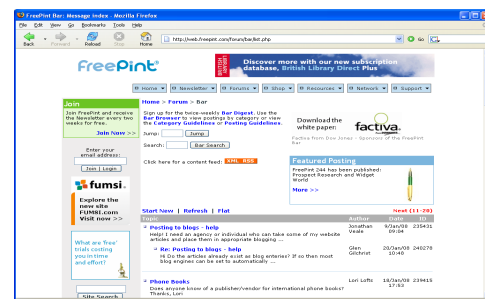 FreePint Bar: Message Index - Mozilla Firefox
File Edit View Go Bookmarks Tools Help
Back Forward Reload Stop Home http://web.freepint.com/forum/bar/list.php Go
FreePint®
BRITISH LIBRARY
Discover more with our new subscription
database, British Library Direct Plus
Home Newsletter Forums Shop Resources Network Support
Join
Join FreePint and receive
the Newsletter every two
weeks for free.
Join Now >>
Enter your
email address:
Join | Login
fumsi.
Explore the
new site
FUMSI.com
Visit now >>
What are 'free'
trials costing
you in time
and effort?
Site Search
Home > Forum > Bar
Sign up for the twice-weekly Bar Digest. Use the
Bar Browser to view postings by category or view
the Category Guidelines or Posting Guidelines.
Jump: Jump
Search: Bar Search
Click here for a content feed: XML RSS
Download the
white paper:
factiva.
Factiva from Dow Jones - Sponsors of the FreePint
Bar
Featured Posting
FreePint 244 has been published:
Prospect Research and Widget
World
More >>
Start New | Refresh | Flat
Next (11-20)
Topic Author Date ID
Posting to blogs - help Jonathan Veale 9/Jan/08 09:04 235431
Help! I need an agency or individual who can take some of my website
articles and place them in appropriate blogging ...
Re: Posting to blogs - help Glen Gilchrist 20/Jan/08 10:48 240278
Hi Do the articles already exist as blog enteries? If so then most
blog engines can be set to automatically ...
Phone Books Lori Lofts 18/Jan/08 17:53 239415
Does anyone know of a publisher/vendor for international phone books?
Thanks, Lori